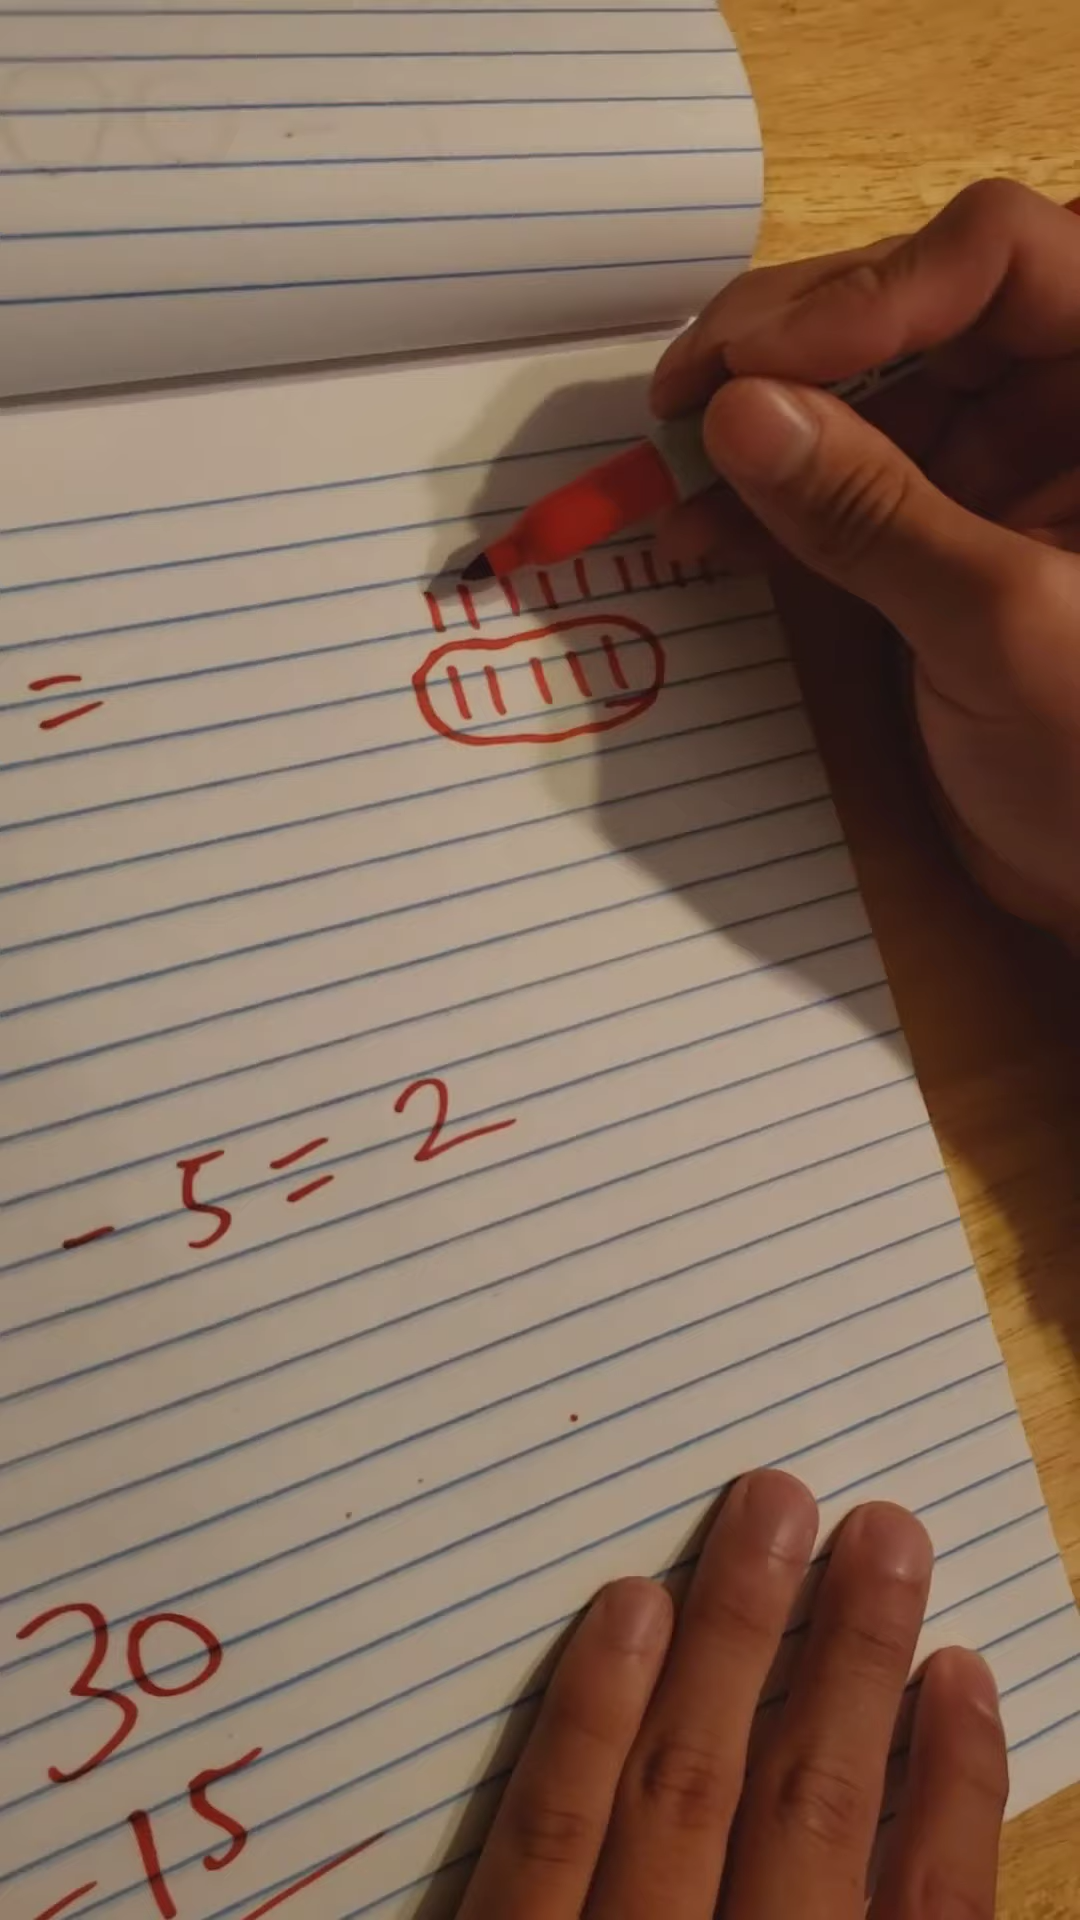 =
- 5 = 2
30
- 15